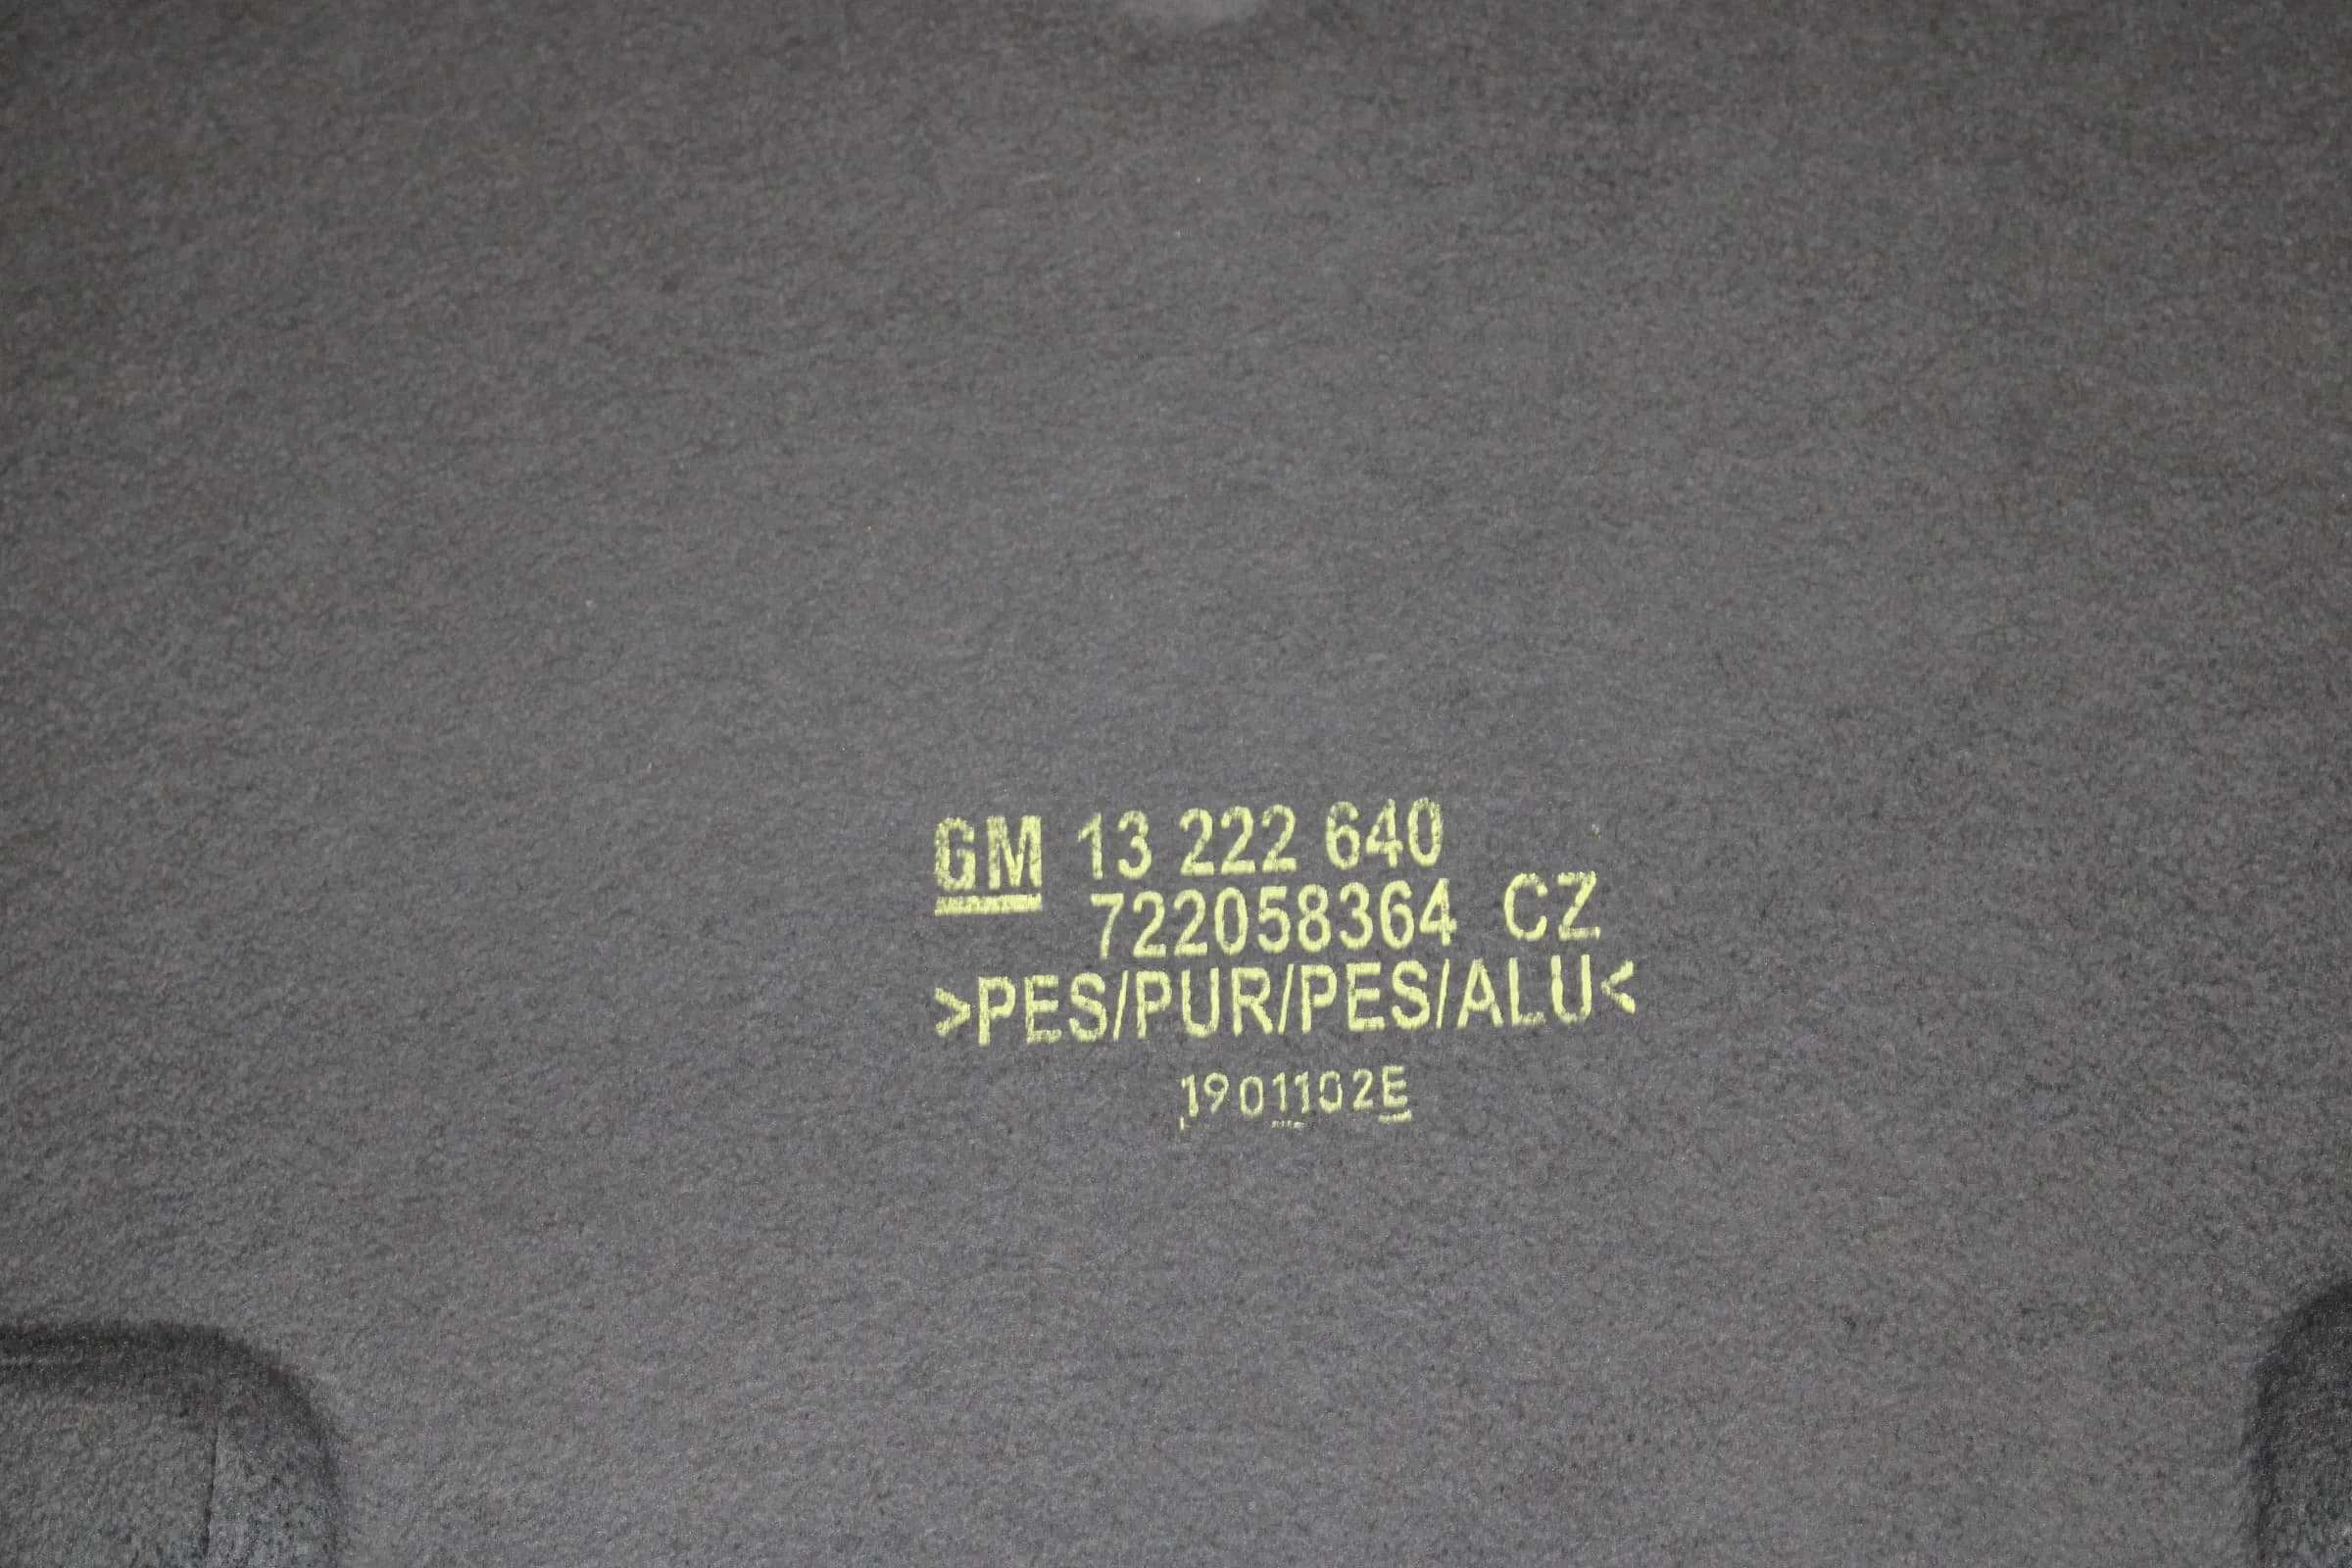 GM 13 222 640
722058364 CZ
>PES/PUR/PES/ALU<
1901102E